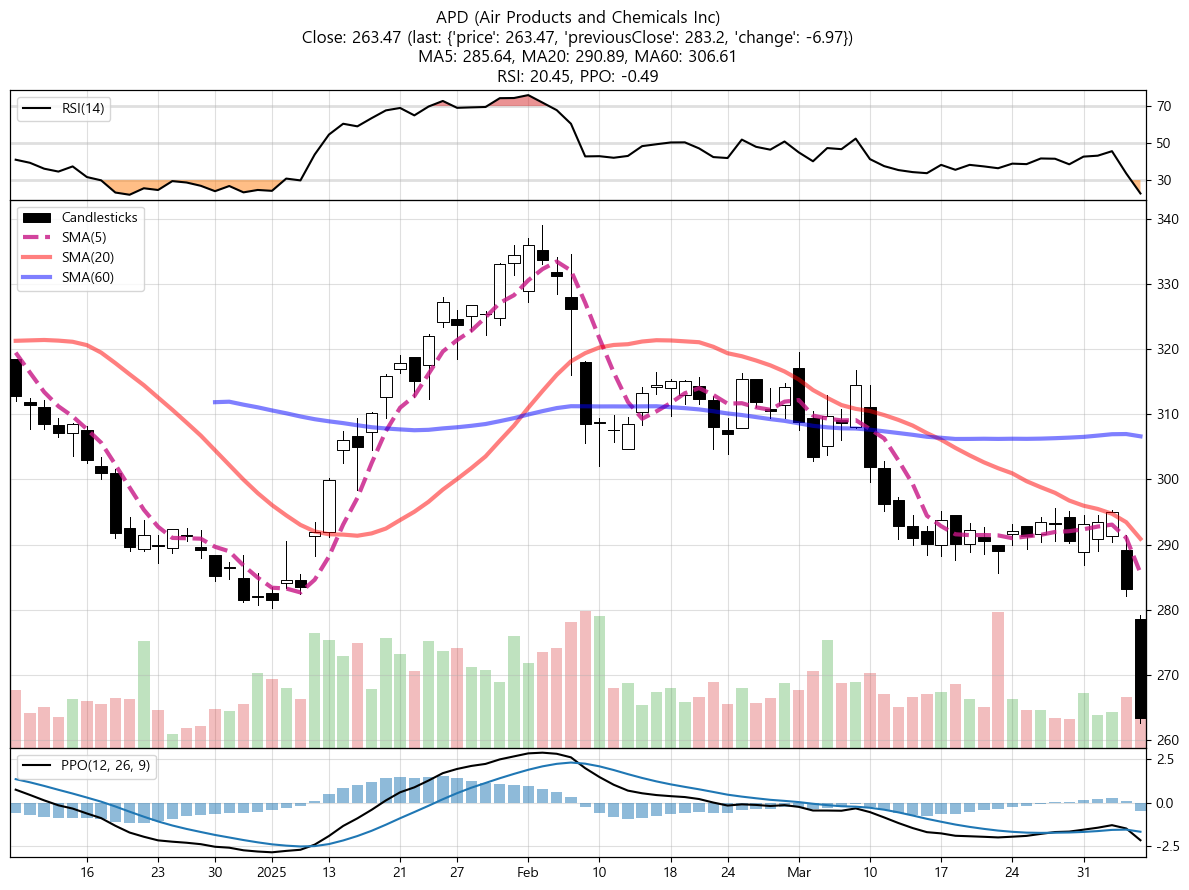 APD (Air Products and Chemicals Inc)
Close: 263.47 (last: {'price': 263.47, 'previousClose': 283.2, 'change': -6.97})
MA5: 285.64, MA20: 290.89, MA60: 306.61
RSI: 20.45, PPO: -0.49
RSI(14)
70
50
30
Candlesticks
SMA(5)
SMA(20)
SMA(60)
340
330
320
310
300
290
280
270
260
PPO(12, 26, 9)
2.5
0.0
-2.5
16 23 30 2025 13 21 27 Feb 10 18 24 Mar 10 17 24 31